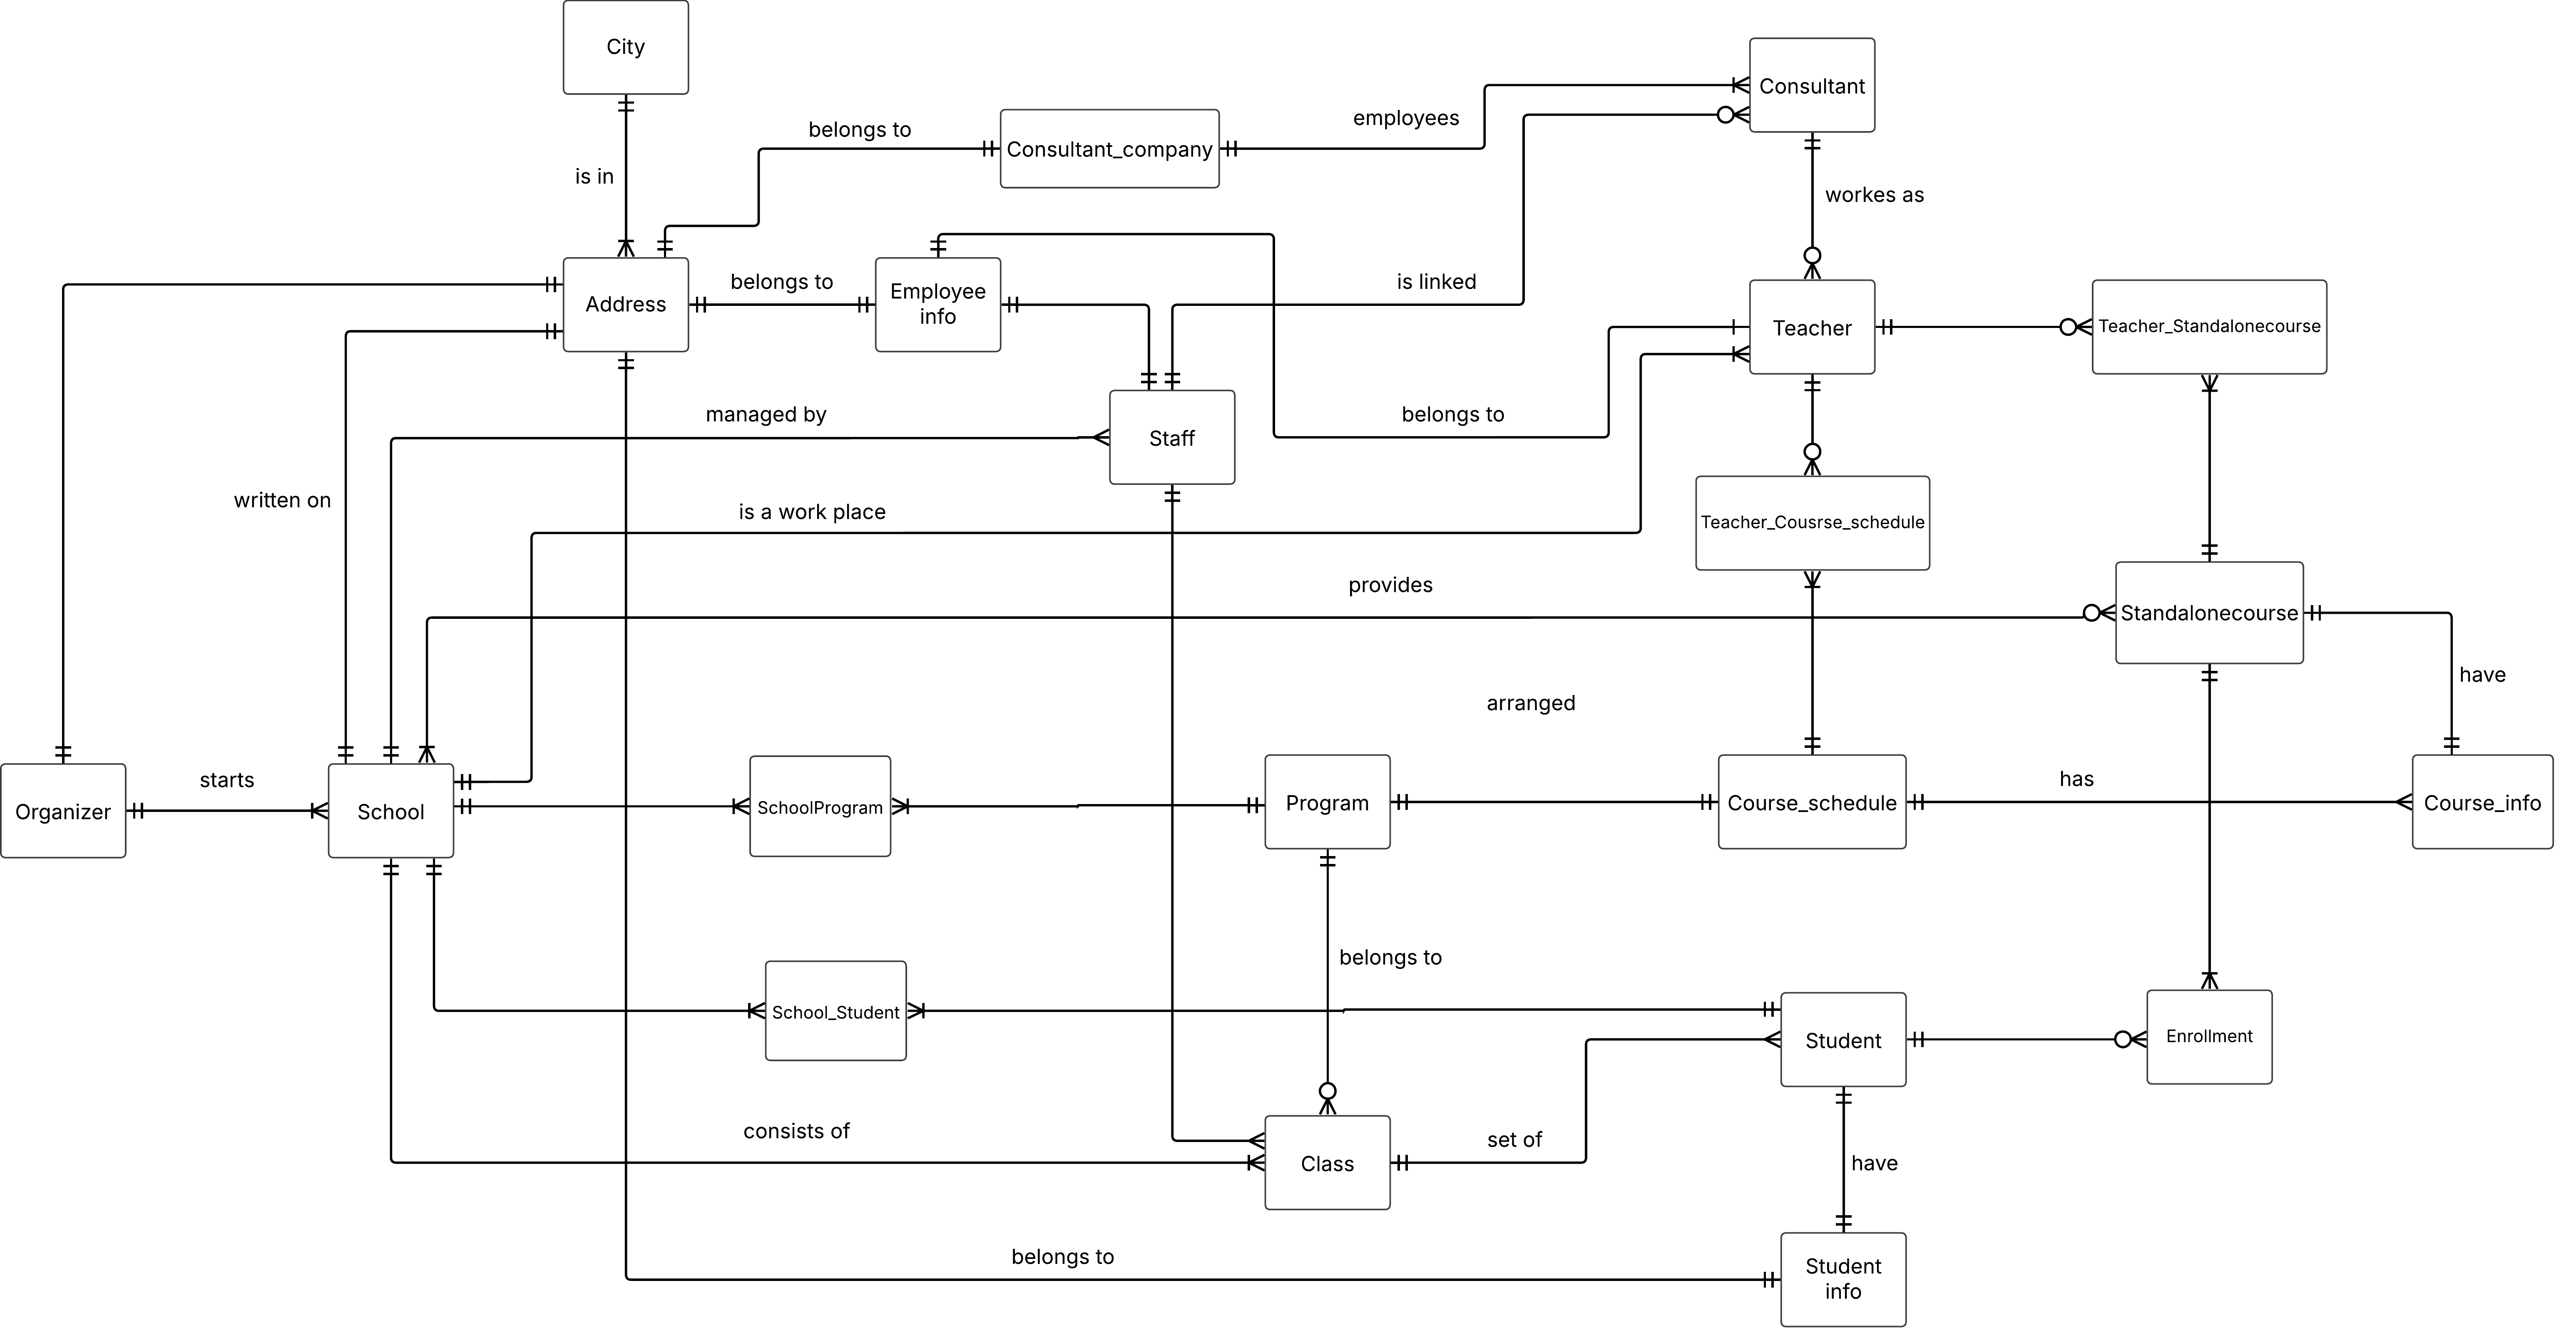 City
Consultant
belongs to
Consultant_company
employees
is in
workes as
Address
belongs to
Employee
info
is linked
Teacher
Teacher_Standalonecourse
managed by
Staff
belongs to
written on
is a work place
Teacher_Cousrse_schedule
provides
Standalonecourse
have
arranged
Organizer
starts
School
SchoolProgram
Program
Course_schedule
has
Course_info
belongs to
School_Student
Student
Enrollment
consists of
Class
set of
have
belongs to
Student
info